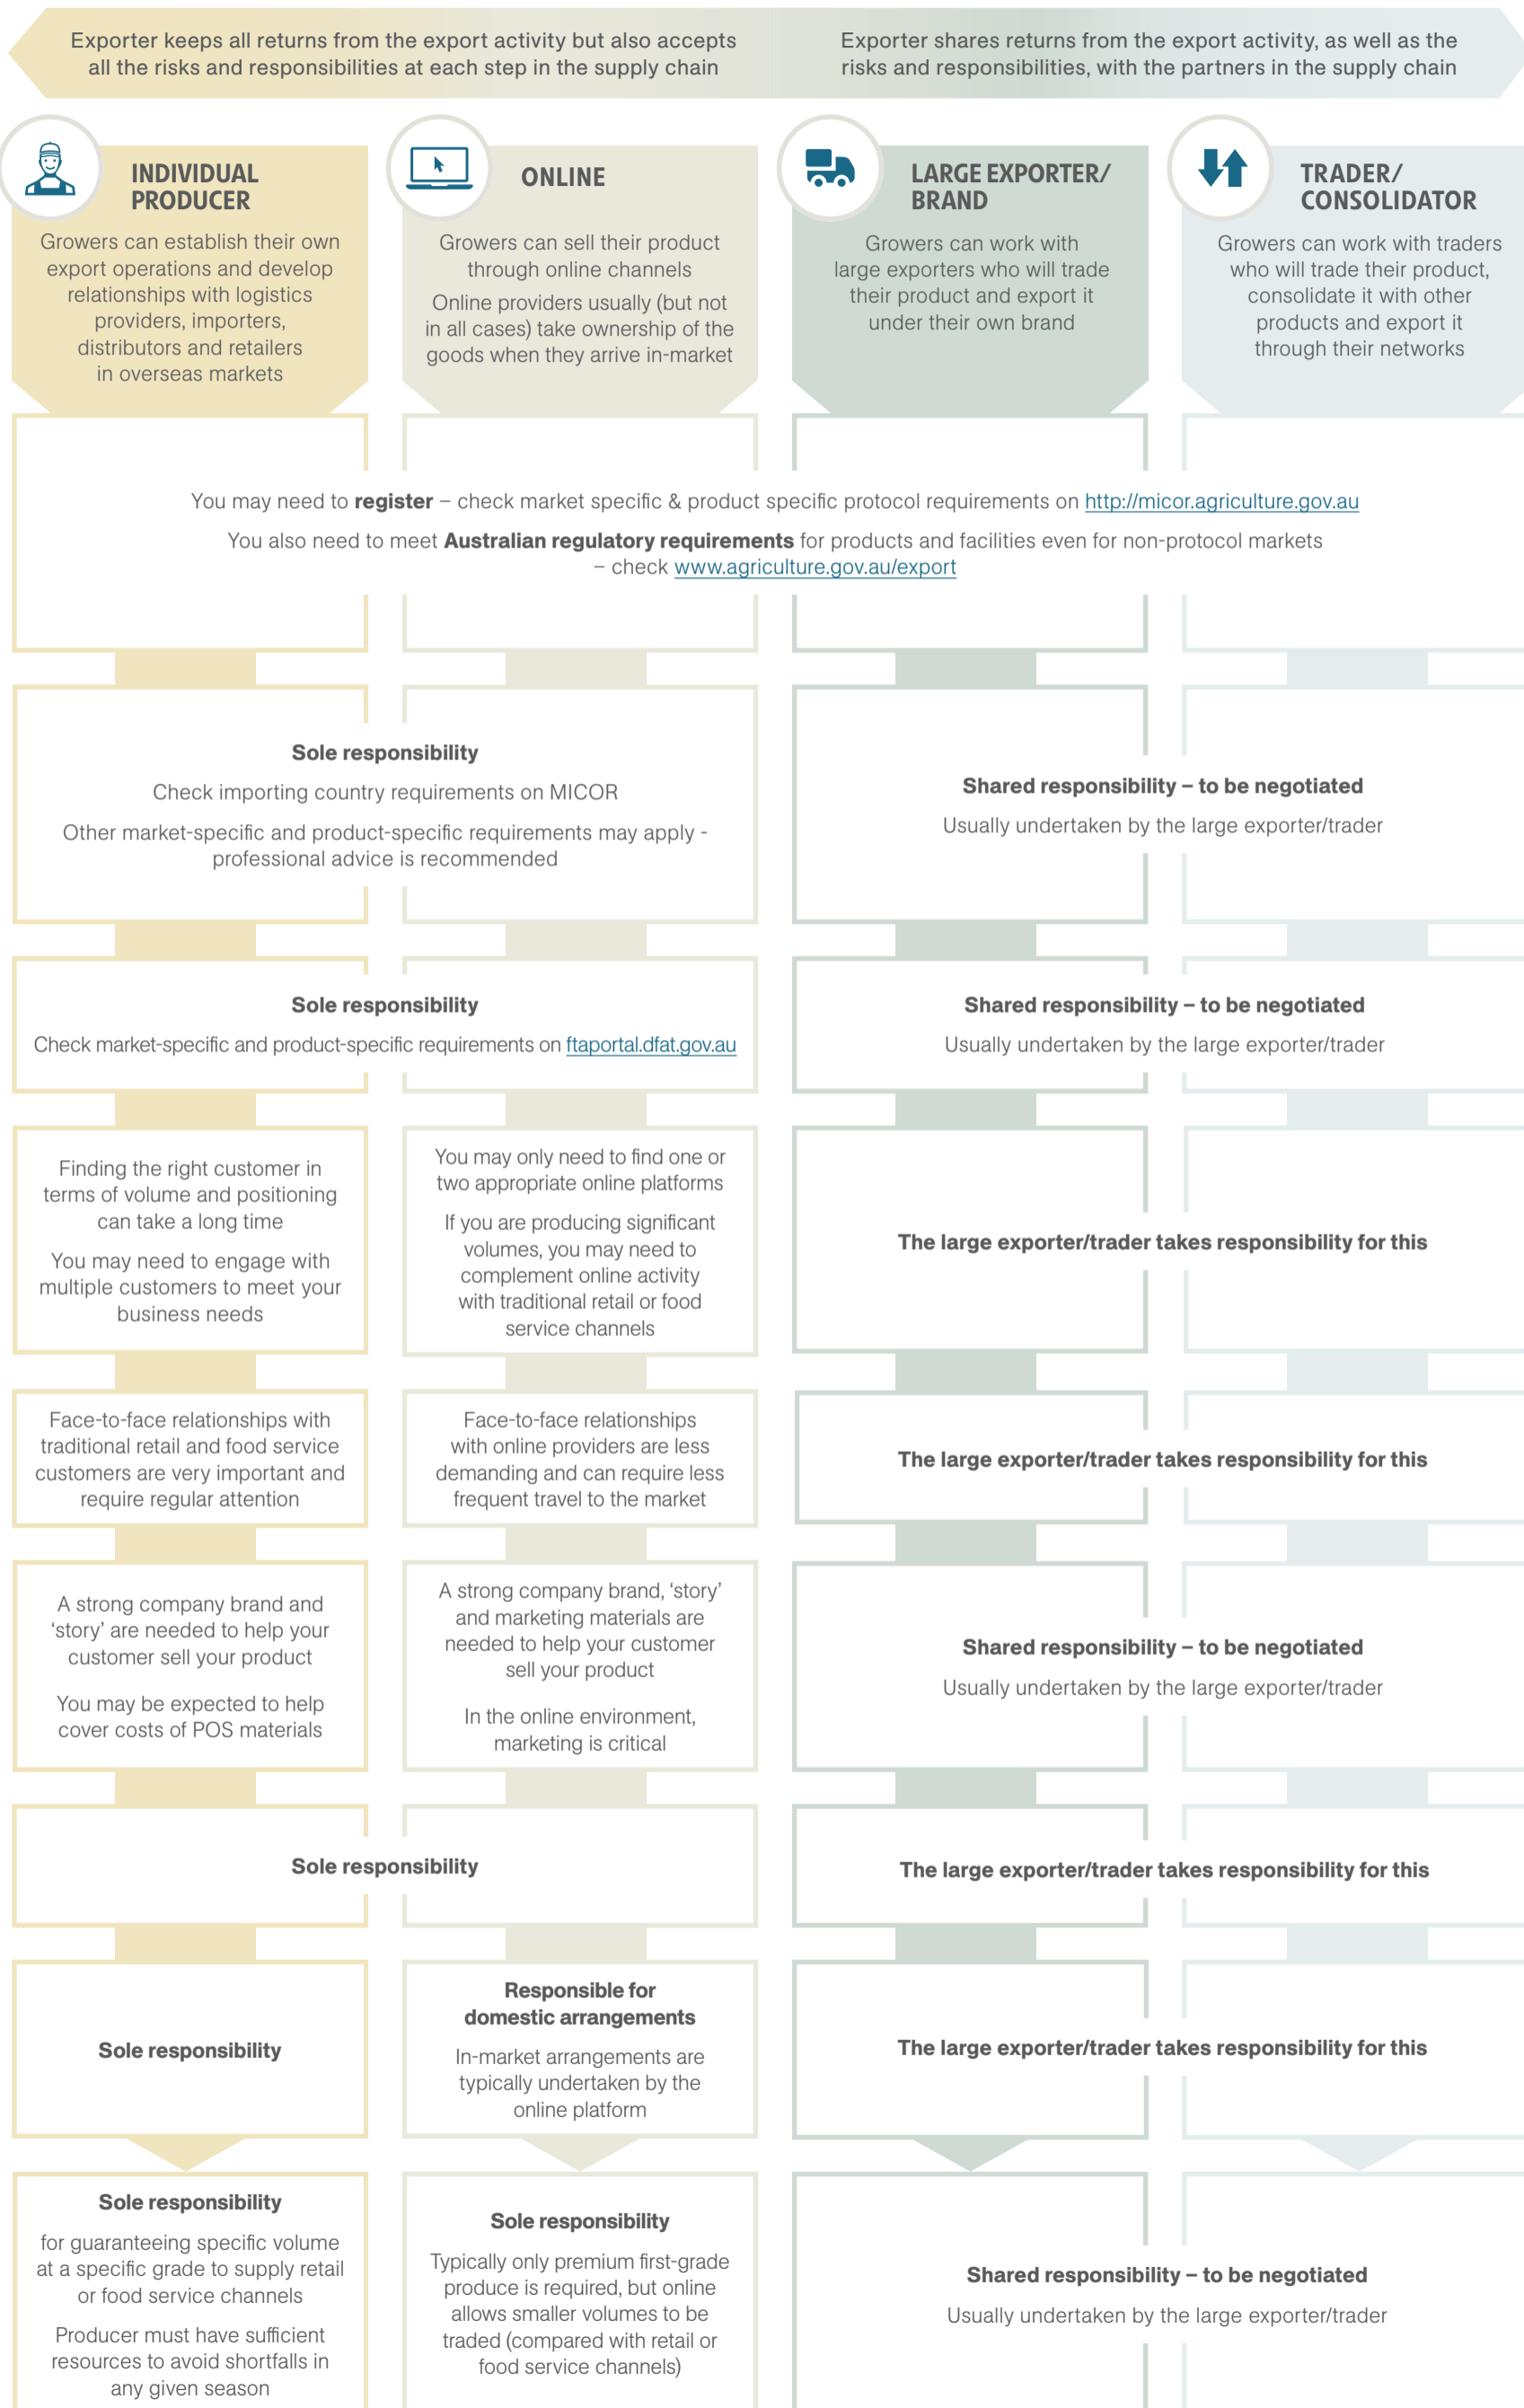 Exporter keeps all returns from the export activity but also accepts
all the risks and responsibilities at each step in the supply chain
Exporter shares returns from the export activity, as well as the
risks and responsibilities, with the partners in the supply chain
INDIVIDUAL
PRODUCER
Growers can establish their own
export operations and develop
relationships with logistics
providers, importers,
distributors and retailers
in overseas markets
ONLINE
Growers can sell their product
through online channels
Online providers usually (but not
in all cases) take ownership of the
goods when they arrive in-market
LARGE EXPORTER/
BRAND
Growers can work with
large exporters who will trade
their product and export it
under their own brand
TRADER/
CONSOLIDATOR
Growers can work with traders
who will trade their product,
consolidate it with other
products and export it
through their networks
You may need to register – check market specific & product specific protocol requirements on http://micor.agriculture.gov.au
You also need to meet Australian regulatory requirements for products and facilities even for non-protocol markets
– check www.agriculture.gov.au/export
Sole responsibility
Check importing country requirements on MICOR
Other market-specific and product-specific requirements may apply -
professional advice is recommended
Shared responsibility – to be negotiated
Usually undertaken by the large exporter/trader
Sole responsibility
Check market-specific and product-specific requirements on ftaportal.dfat.gov.au
Shared responsibility – to be negotiated
Usually undertaken by the large exporter/trader
Finding the right customer in
terms of volume and positioning
can take a long time
You may need to engage with
multiple customers to meet your
business needs
You may only need to find one or
two appropriate online platforms
If you are producing significant
volumes, you may need to
complement online activity
with traditional retail or food
service channels
The large exporter/trader takes responsibility for this
Face-to-face relationships with
traditional retail and food service
customers are very important and
require regular attention
Face-to-face relationships
with online providers are less
demanding and can require less
frequent travel to the market
The large exporter/trader takes responsibility for this
A strong company brand and
‘story’ are needed to help your
customer sell your product
You may be expected to help
cover costs of POS materials
A strong company brand, ‘story’
and marketing materials are
needed to help your customer
sell your product
In the online environment,
marketing is critical
Shared responsibility – to be negotiated
Usually undertaken by the large exporter/trader
Sole responsibility
The large exporter/trader takes responsibility for this
Sole responsibility
Responsible for
domestic arrangements
In-market arrangements are
typically undertaken by the
online platform
The large exporter/trader takes responsibility for this
Sole responsibility
for guaranteeing specific volume
at a specific grade to supply retail
or food service channels
Producer must have sufficient
resources to avoid shortfalls in
any given season
Sole responsibility
Typically only premium first-grade
produce is required, but online
allows smaller volumes to be
traded (compared with retail or
food service channels)
Shared responsibility – to be negotiated
Usually undertaken by the large exporter/trader